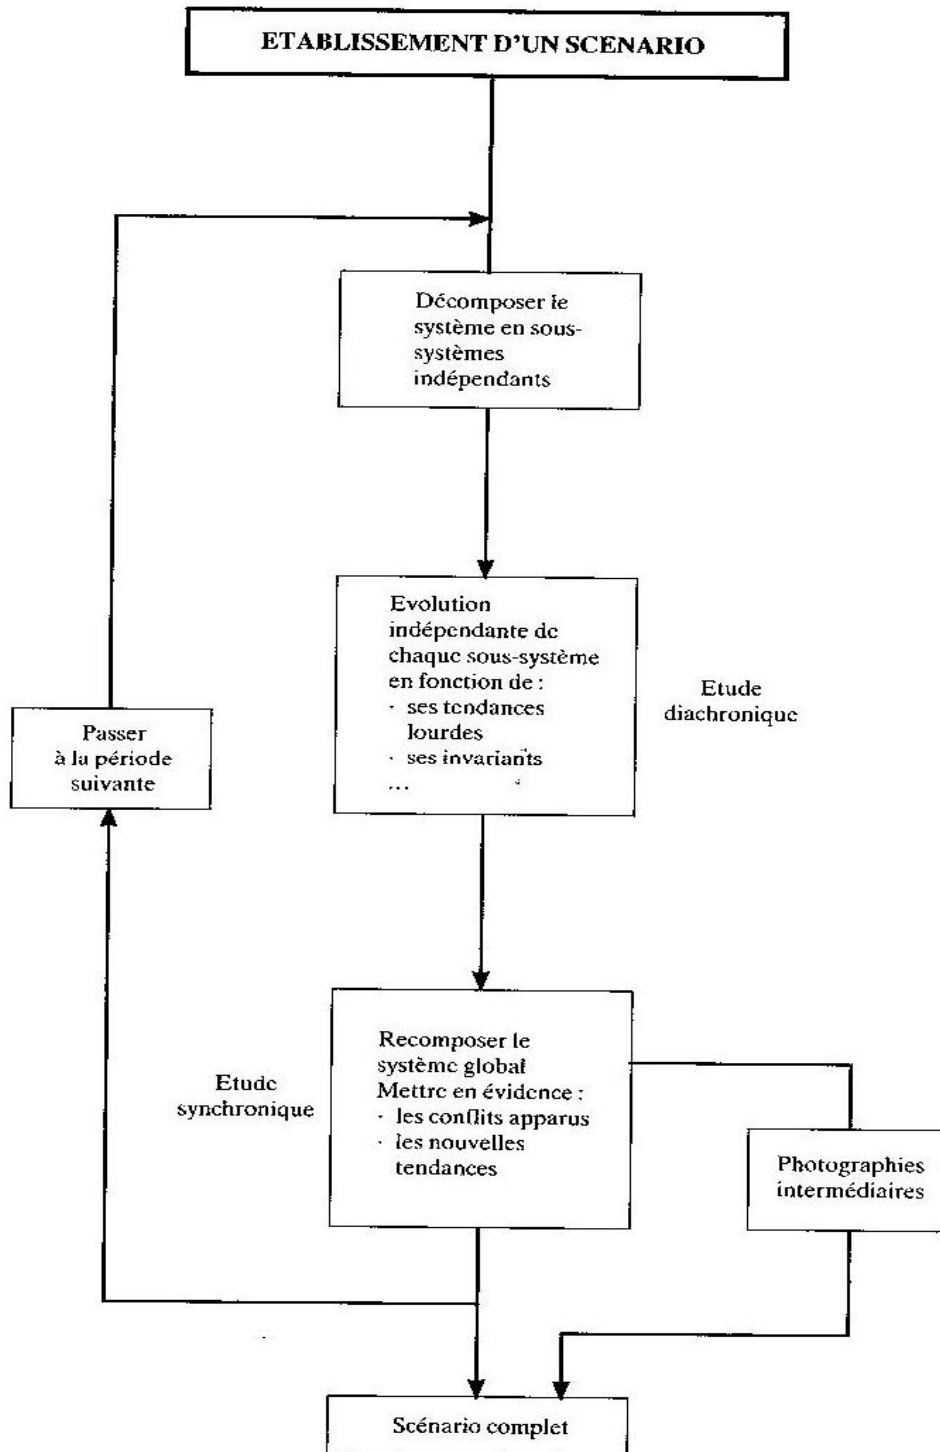 ETABLISSEMENT D'UN SCENARIO
Décomposer le
système en sous-
systèmes
indépendants
Evolution
indépendante de
chaque sous-système
en fonction de :
- ses tendances
lourdes
- ses invariants
...
Etude
diachronique
Passer
à la période
suivante
Recomposer le
système global
Mettre en évidence :
- les conflits apparus
- les nouvelles
tendances
Etude
synchronique
Photographies
intermédiaires
Scénario complet